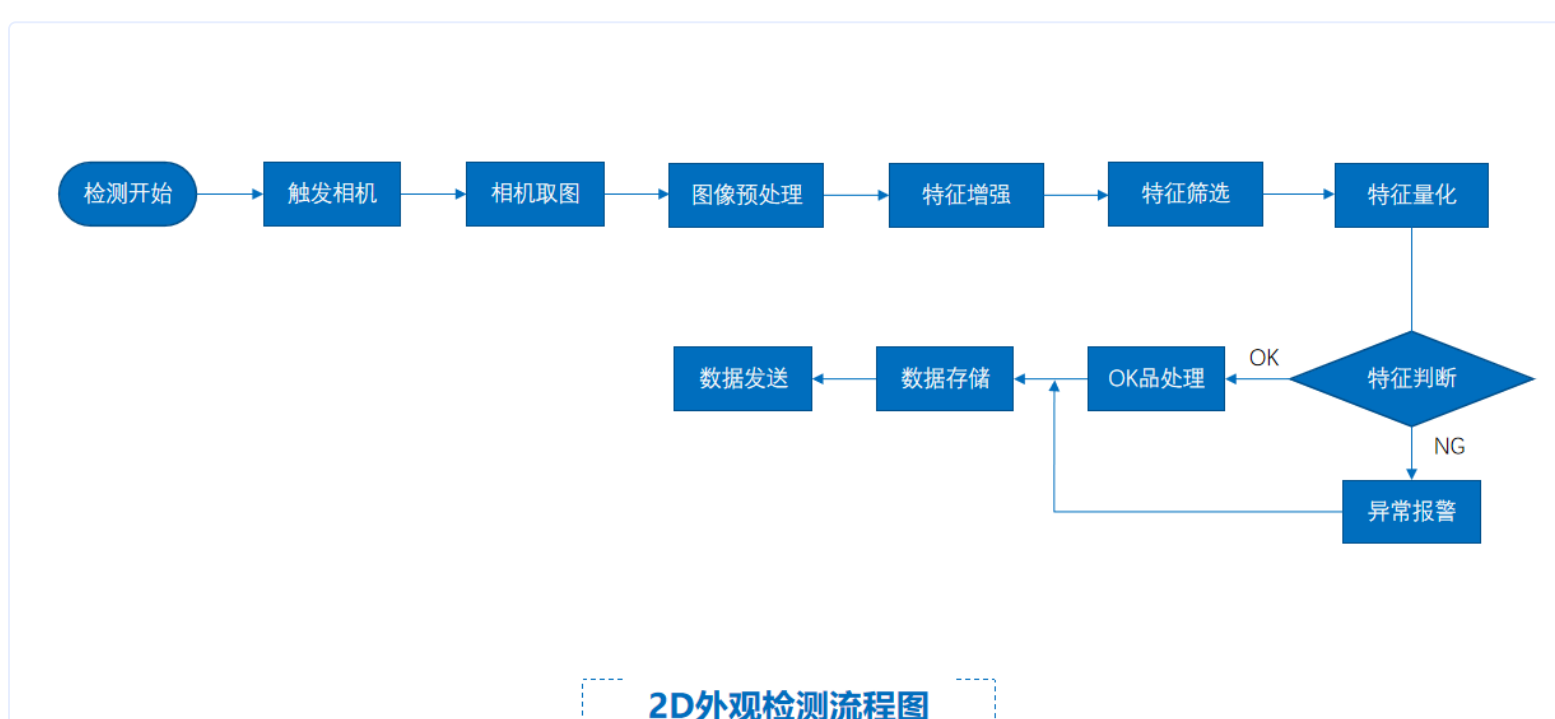 检测开始
触发相机
相机取图
图像预处理
特征增强
特征筛选
特征量化
数据发送
数据存储
OK品处理
OK
特征判断
NG
异常报警
2D外观检测流程图